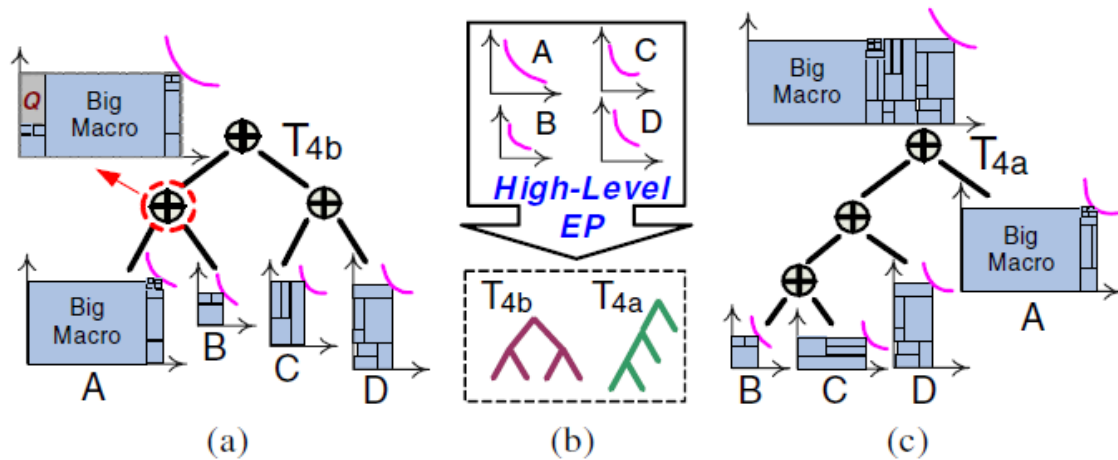 Q
Big
Macro
T4b
Big
Macro
A
B
C
D
(a)
A
C
B
D
High-Level
EP
T4b
T4a
(b)
Big
Macro
T4a
Big
Macro
A
B
C
D
(c)